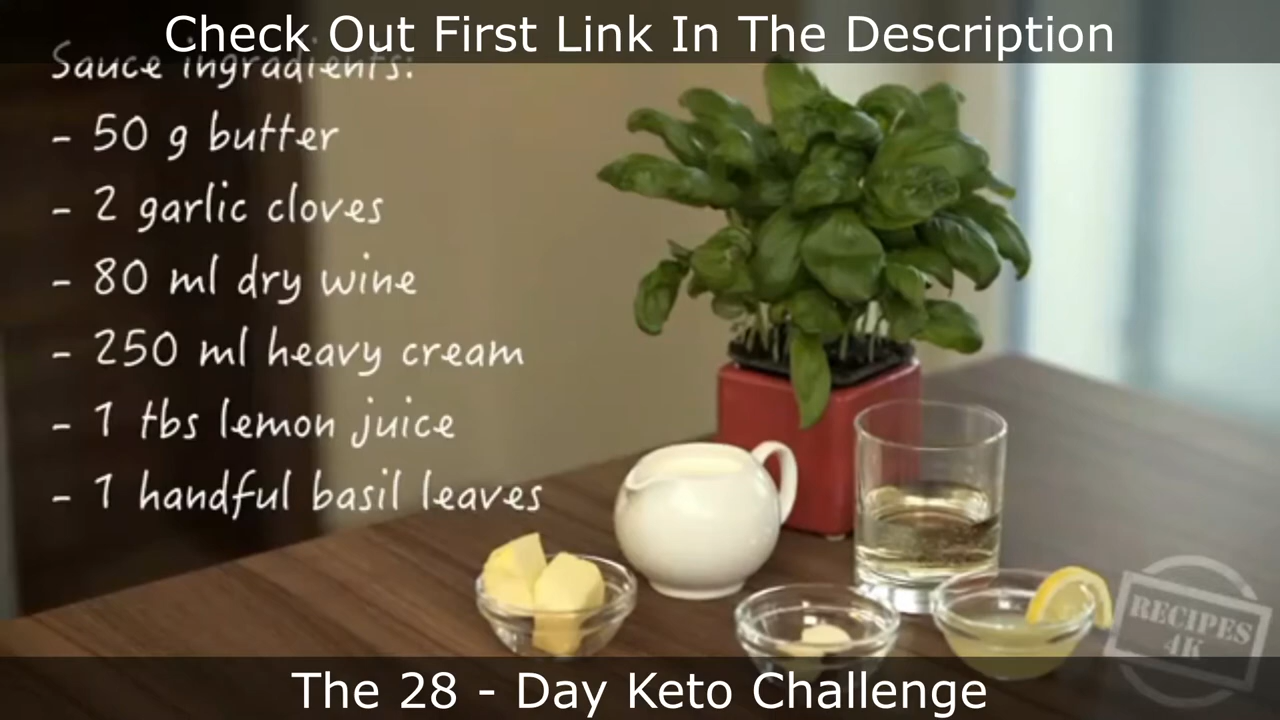 Check Out First Link In The Description
Sauce ingredients:
- 50 g butter
- 2 garlic cloves
- 80 ml dry wine
- 250 ml heavy cream
- 1 tbs lemon juice
- 1 handful basil leaves
RECIPES
4K
The 28 - Day Keto Challenge